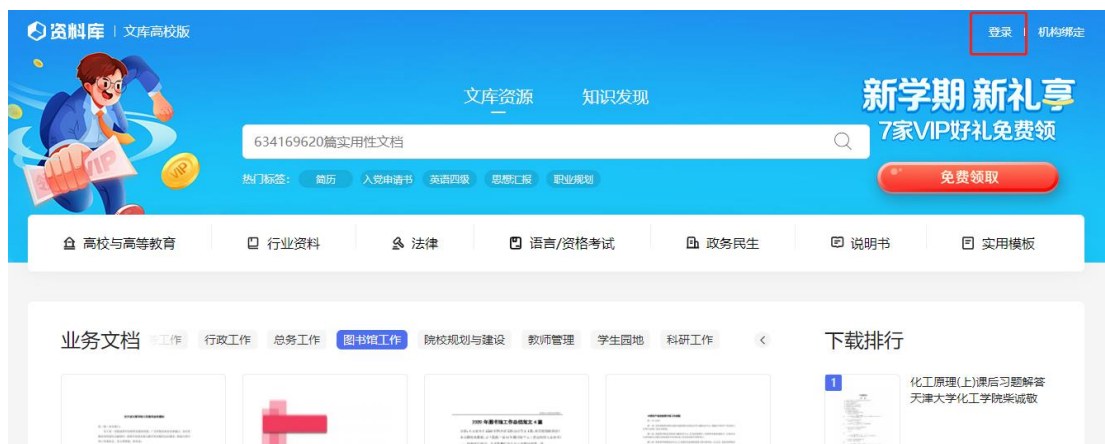 资料库 | 文库高校版
登录 | 机构绑定
文库资源 知识发现
634169620篇实用性文档
热门标签： 简历 入党申请书 英语四级 思想汇报 职业规划
VIP
VIP
新学期 新礼享
7家VIP好礼免费领
免费领取
高校与高等教育 行业资料 法律 语言/资格考试 政务民生 说明书 实用模板
业务文档 工作 行政工作 总务工作 图书馆工作 院校规划与建设 教师管理 学生园地 科研工作 <
下载排行
1 化工原理(上)课后习题解答
天津大学化工学院柴诚敬